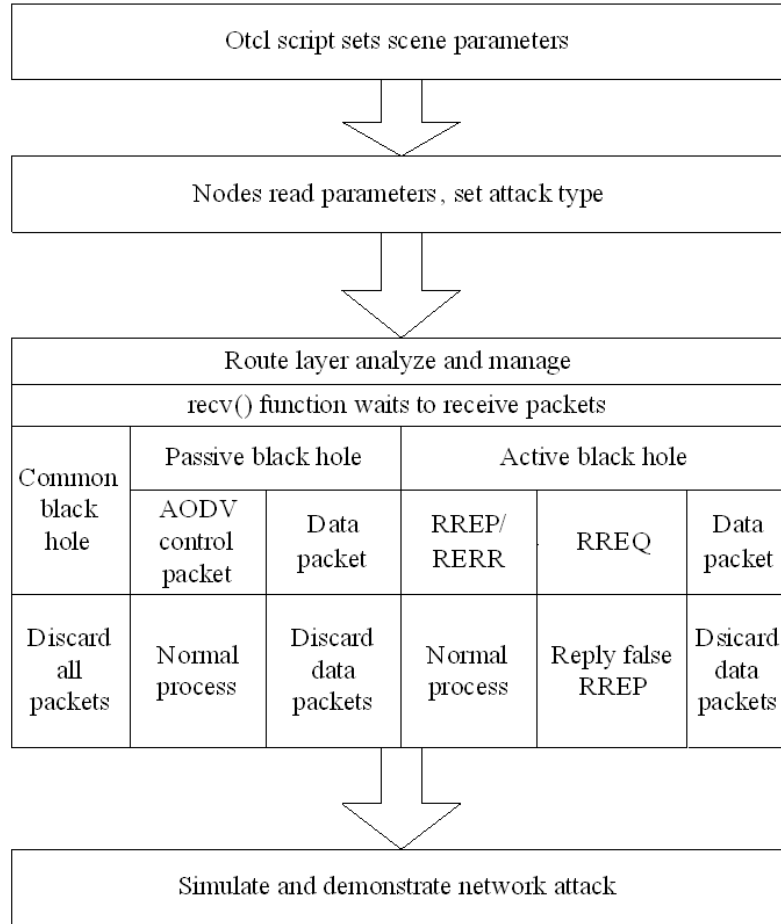 Otcl script sets scene parameters
Nodes read parameters, set attack type
Route layer analyze and manage
recv() function waits to receive packets
Common
black
hole
Passive black hole
Active black hole
AODV
control
packet
Data
packet
RREP/
RERR
RREQ
Data
packet
Discard
all
packets
Normal
process
Discard
data
packets
Normal
process
Reply false
RREP
Dsicard
data
packets
Simulate and demonstrate network attack